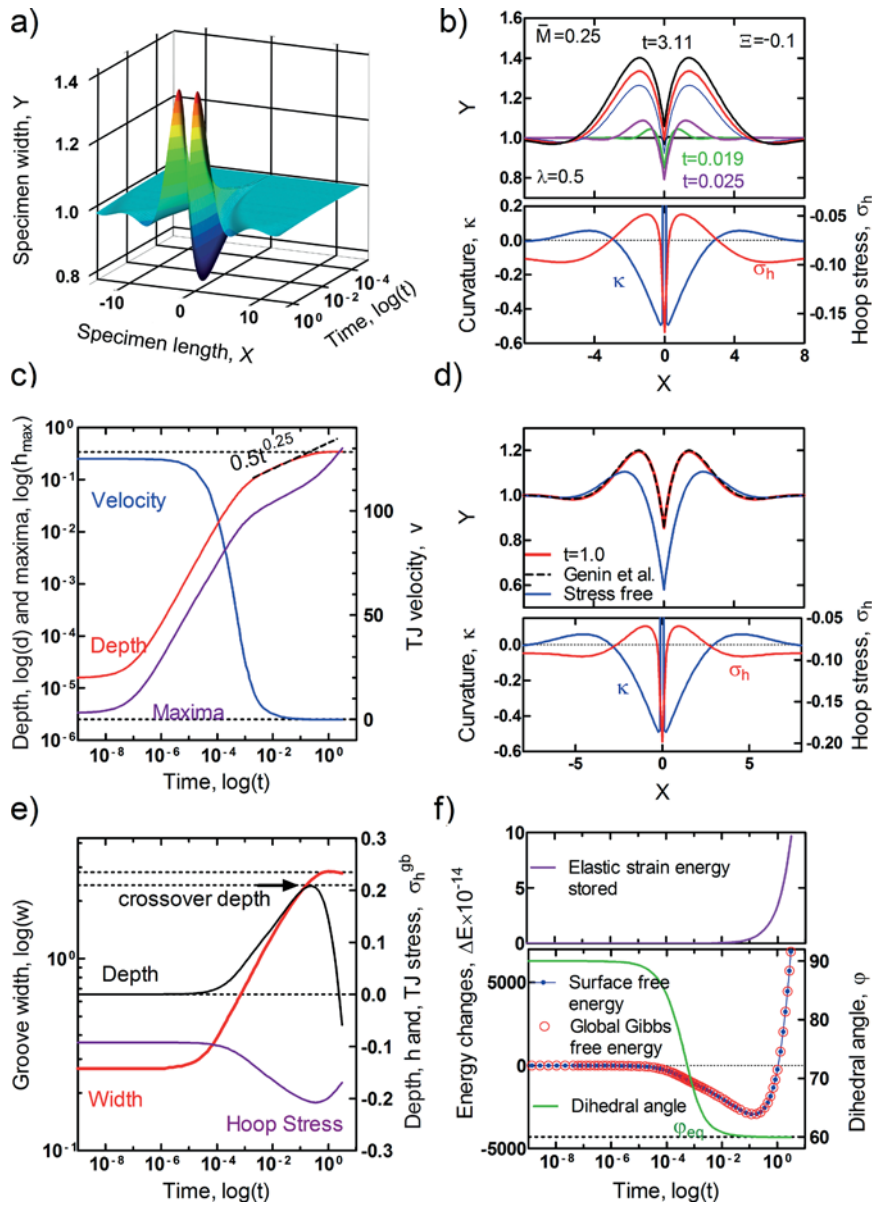 a)
Specimen width, Y
1.4
1.2
1.0
0.8
-10
0
10
Specimen length, X
10^0
10^-2
10^-4
Time, log(t)
b)
M̄=0.25
t=3.11
Ξ=-0.1
1.6
1.4
1.2
1.0
0.8
Y
t=0.019
t=0.025
λ=0.5
Curvature, κ
0.2
0.0
-0.2
-0.4
-0.6
κ
σ_h
-0.05
-0.10
-0.15
Hoop stress, σ_h
-4
0
4
8
X
c)
Depth, log(d) and maxima, log(h_max)
10^0
10^-1
10^-2
10^-3
10^-4
10^-5
10^-6
0.5t^0.25
Velocity
Depth
Maxima
100
50
0
TJ velocity, v
10^-8
10^-6
10^-4
10^-2
10^0
Time, log(t)
d)
Y
1.2
1.0
0.8
0.6
t=1.0
Genin et al.
Stress free
Curvature, κ
0.0
-0.2
-0.4
-0.6
κ
σ_h
-0.05
-0.10
-0.15
-0.20
Hoop stress, σ_h
-5
0
5
X
e)
Groove width, log(w)
10^0
10^-1
crossover depth
Depth
Width
Hoop Stress
0.3
0.2
0.1
0.0
-0.1
-0.2
-0.3
Depth, h and, TJ stress, σ_h^gb
10^-8
10^-6
10^-4
10^-2
10^0
Time, log(t)
f)
Energy changes, ΔE×10^-14
10
5
0
Elastic strain energy
stored
5000
0
-5000
Surface free
energy
Global Gibbs
free energy
Dihedral angle
φ_eq
90
80
70
60
Dihedral angle, φ
10^-8
10^-6
10^-4
10^-2
10^0
Time, log(t)